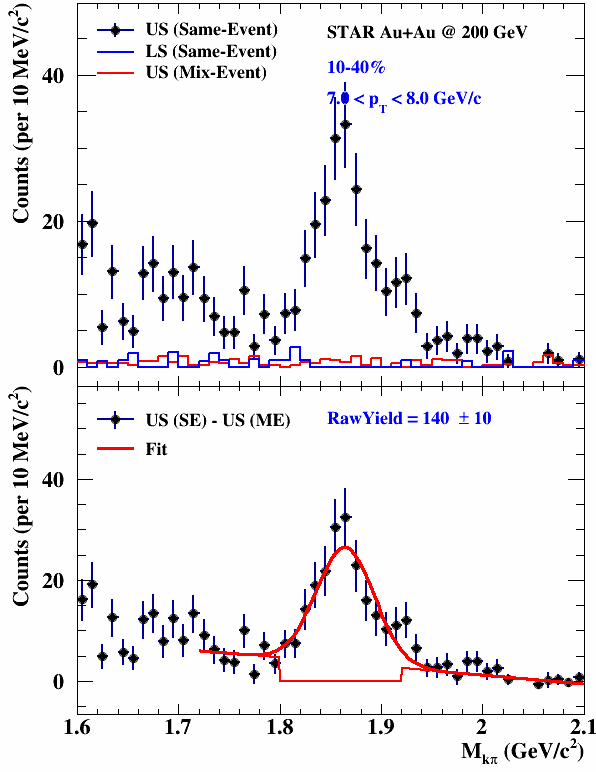 US (Same-Event)
LS (Same-Event)
US (Mix-Event)
STAR Au+Au @ 200 GeV
10-40%
7.0 < pT < 8.0 GeV/c
Counts (per 10 MeV/c²)
40
20
0
US (SE) - US (ME)
Fit
RawYield = 140 ± 10
Counts (per 10 MeV/c²)
40
20
0
1.6 1.7 1.8 1.9 2 2.1
Mkπ (GeV/c²)